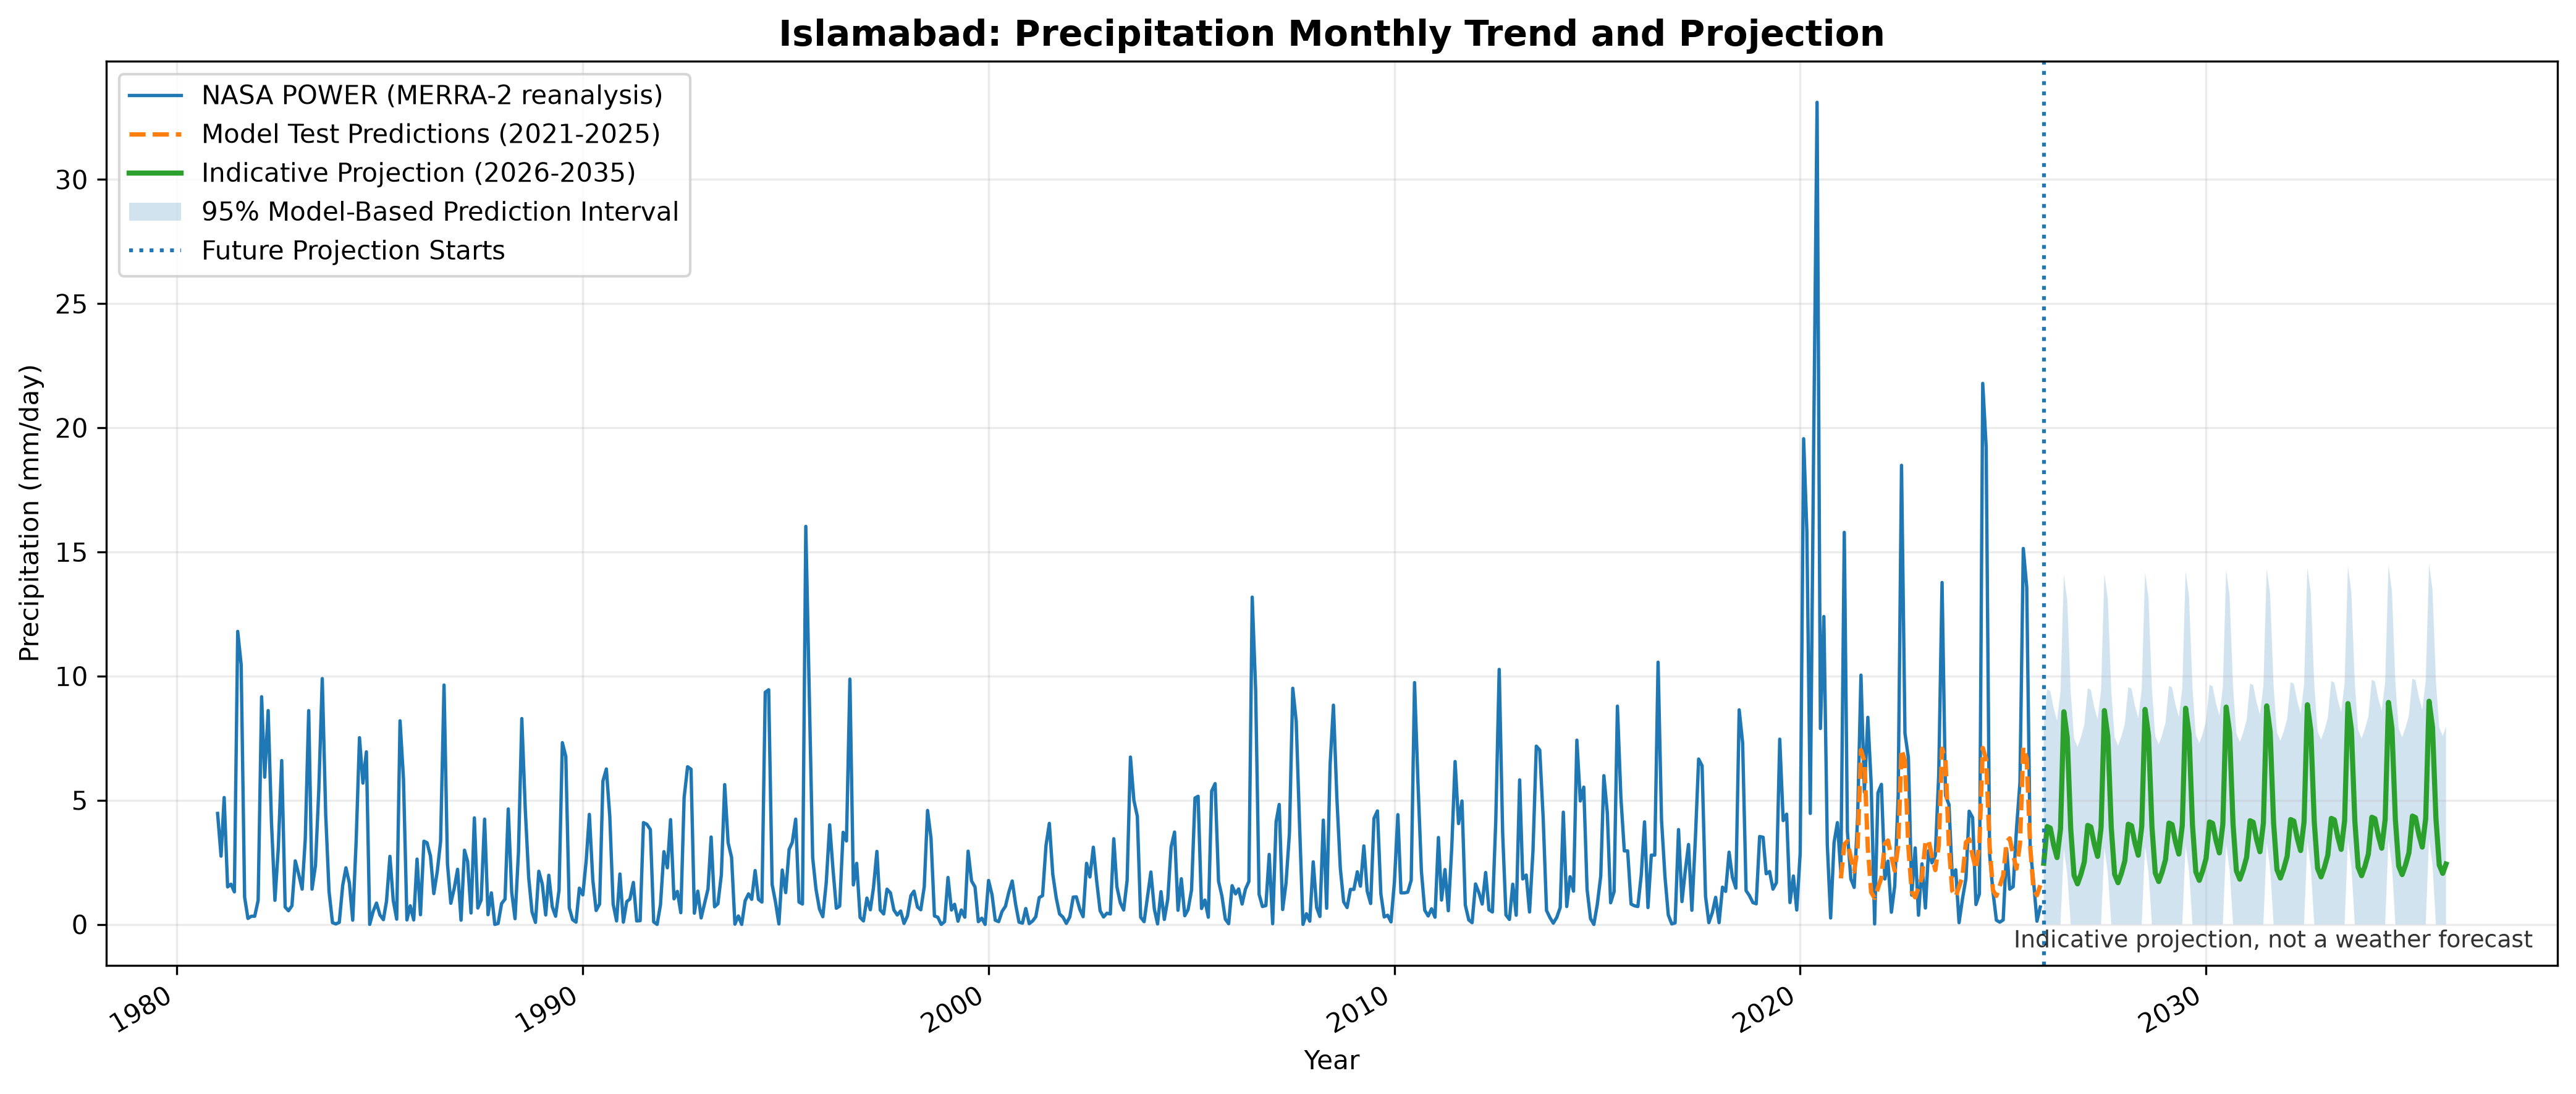 Islamabad: Precipitation Monthly Trend and Projection
NASA POWER (MERRA-2 reanalysis)
Model Test Predictions (2021-2025)
Indicative Projection (2026-2035)
95% Model-Based Prediction Interval
Future Projection Starts
Precipitation (mm/day)
30
25
20
15
10
5
0
Indicative projection, not a weather forecast
1980
1990
2000
2010
2020
2030
Year